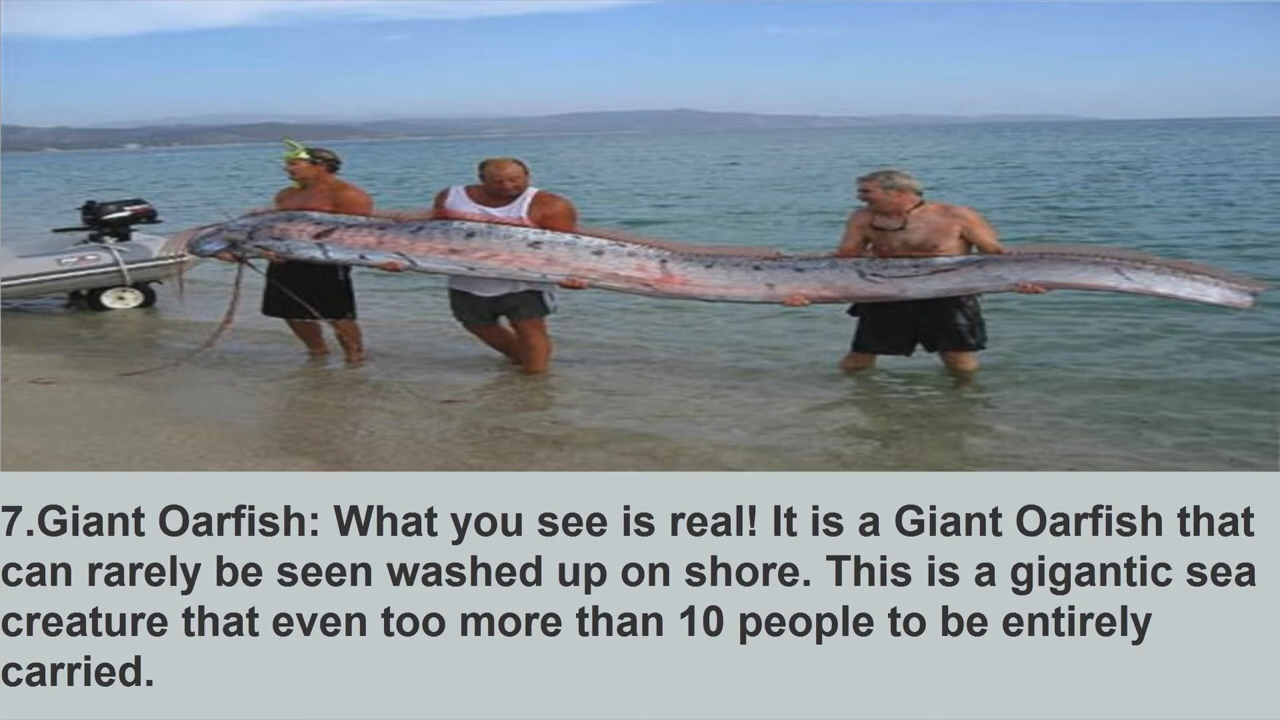 7.Giant Oarfish: What you see is real! It is a Giant Oarfish that
can rarely be seen washed up on shore. This is a gigantic sea
creature that even too more than 10 people to be entirely
carried.